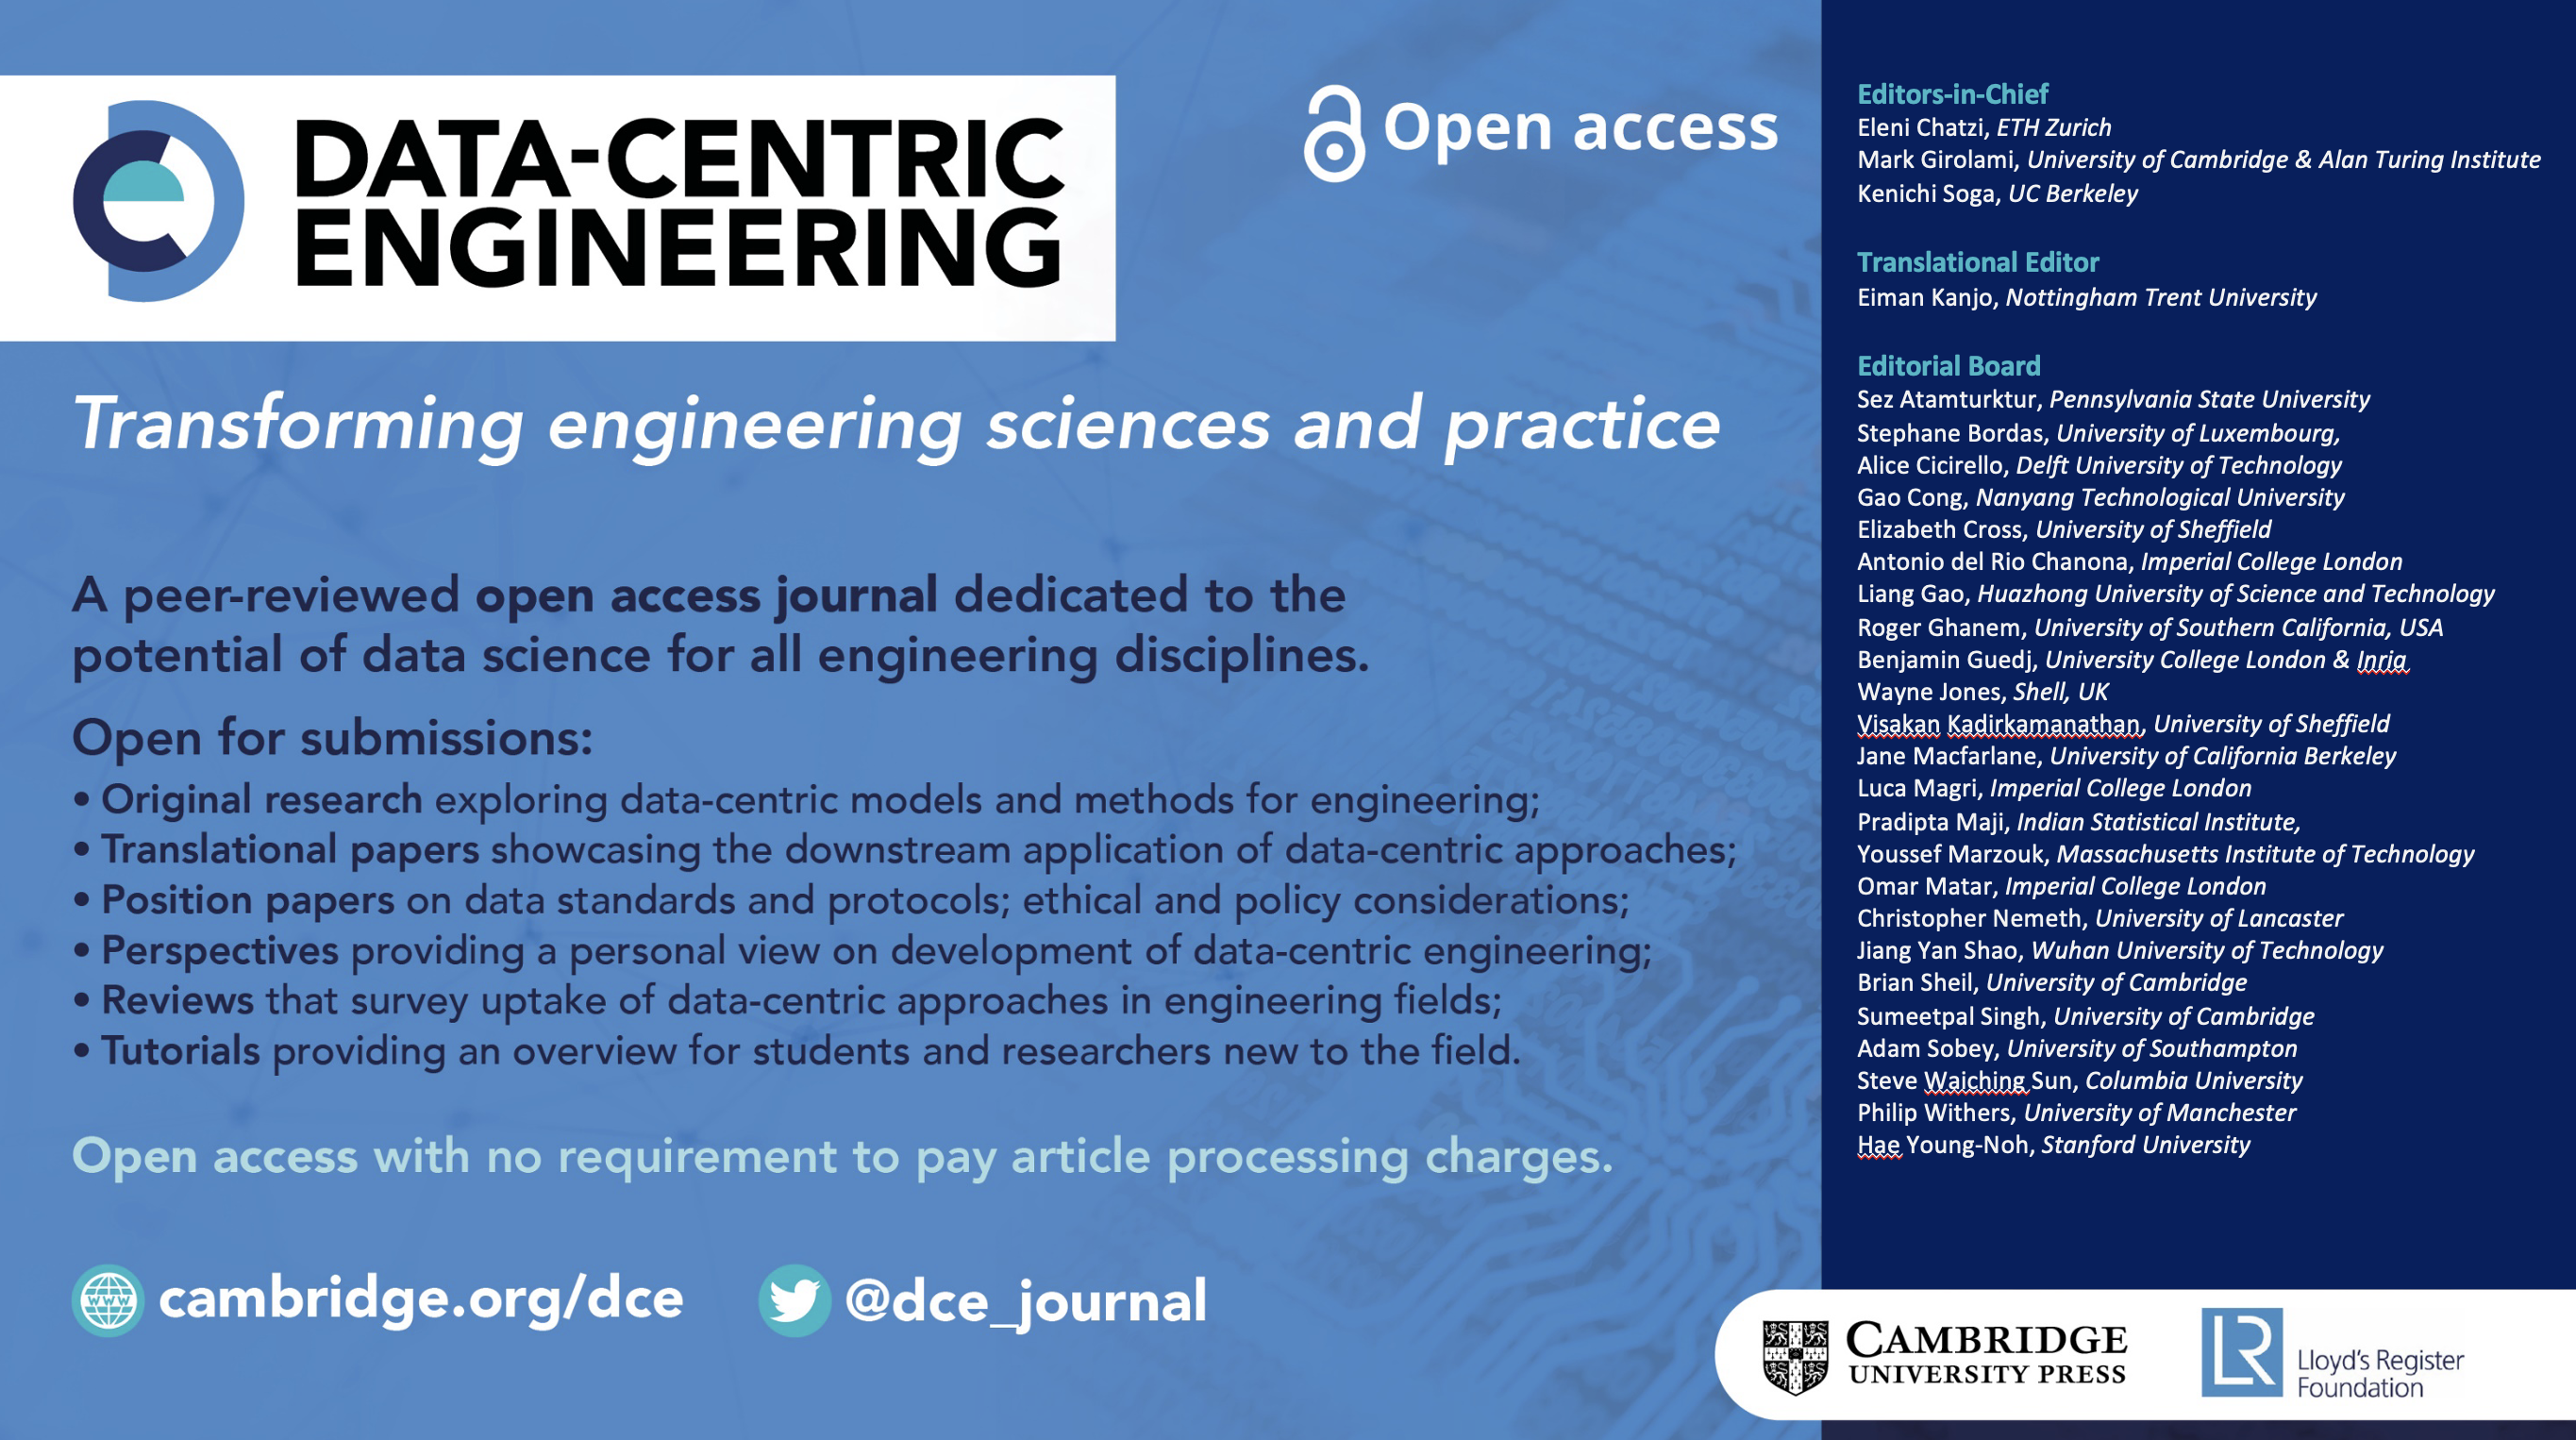 DATA-CENTRIC
ENGINEERING
Open access
Transforming engineering sciences and practice
A peer-reviewed open access journal dedicated to the
potential of data science for all engineering disciplines.
Open for submissions:
• Original research exploring data-centric models and methods for engineering;
• Translational papers showcasing the downstream application of data-centric approaches;
• Position papers on data standards and protocols; ethical and policy considerations;
• Perspectives providing a personal view on development of data-centric engineering;
• Reviews that survey uptake of data-centric approaches in engineering fields;
• Tutorials providing an overview for students and researchers new to the field.
Open access with no requirement to pay article processing charges.
www cambridge.org/dce
@dce_journal
Editors-in-Chief
Eleni Chatzi, ETH Zurich
Mark Girolami, University of Cambridge & Alan Turing Institute
Kenichi Soga, UC Berkeley
Translational Editor
Eiman Kanjo, Nottingham Trent University
Editorial Board
Sez Atamturktur, Pennsylvania State University
Stephane Bordas, University of Luxembourg,
Alice Cicirello, Delft University of Technology
Gao Cong, Nanyang Technological University
Elizabeth Cross, University of Sheffield
Antonio del Rio Chanona, Imperial College London
Liang Gao, Huazhong University of Science and Technology
Roger Ghanem, University of Southern California, USA
Benjamin Guedj, University College London & Inria
Wayne Jones, Shell, UK
Visakan Kadirkamanathan, University of Sheffield
Jane Macfarlane, University of California Berkeley
Luca Magri, Imperial College London
Pradipta Maji, Indian Statistical Institute,
Youssef Marzouk, Massachusetts Institute of Technology
Omar Matar, Imperial College London
Christopher Nemeth, University of Lancaster
Jiang Yan Shao, Wuhan University of Technology
Brian Sheil, University of Cambridge
Sumeetpal Singh, University of Cambridge
Adam Sobey, University of Southampton
Steve Waiching Sun, Columbia University
Philip Withers, University of Manchester
Hae Young-Noh, Stanford University
CAMBRIDGE
UNIVERSITY PRESS
LR
Lloyd's Register
Foundation